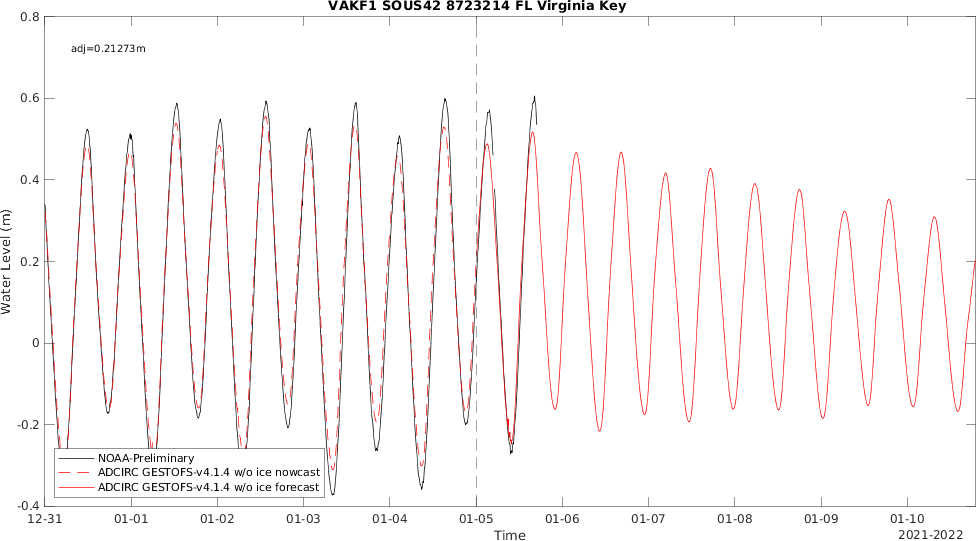 VAKF1 SOUS42 8723214 FL Virginia Key
0.8
adj=0.21273m
0.6
0.4
0.2
0
-0.2
-0.4
Water Level (m)
NOAA-Preliminary
ADCIRC GESTOFS-v4.1.4 w/o ice nowcast
ADCIRC GESTOFS-v4.1.4 w/o ice forecast
12-31 01-01 01-02 01-03 01-04 01-05 01-06 01-07 01-08 01-09 01-10
Time
2021-2022